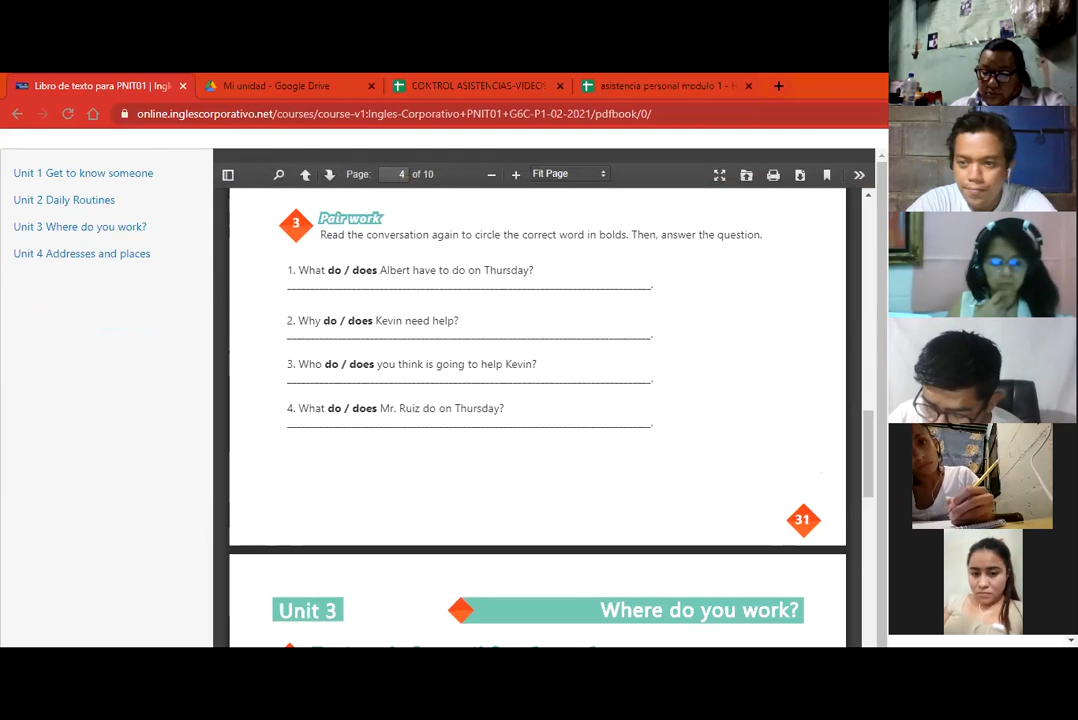 Libro de texto para PNIT01 | Ingl
Mi unidad - Google Drive
CONTROL ASISTENCIAS-VIDEOS
asistencia personal modulo 1 - H
online.inglescorporativo.net/courses/course-v1:Ingles-Corporativo+PNIT01+G6C-P1-02-2021/pdfbook/0/
Unit 1 Get to know someone
Unit 2 Daily Routines
Unit 3 Where do you work?
Unit 4 Addresses and places
Page: 4 of 10
Fit Page
3
Pair work
Read the conversation again to circle the correct word in bolds. Then, answer the question.
1. What do / does Albert have to do on Thursday?
2. Why do / does Kevin need help?
3. Who do / does you think is going to help Kevin?
4. What do / does Mr. Ruiz do on Thursday?
31
Unit 3
Where do you work?